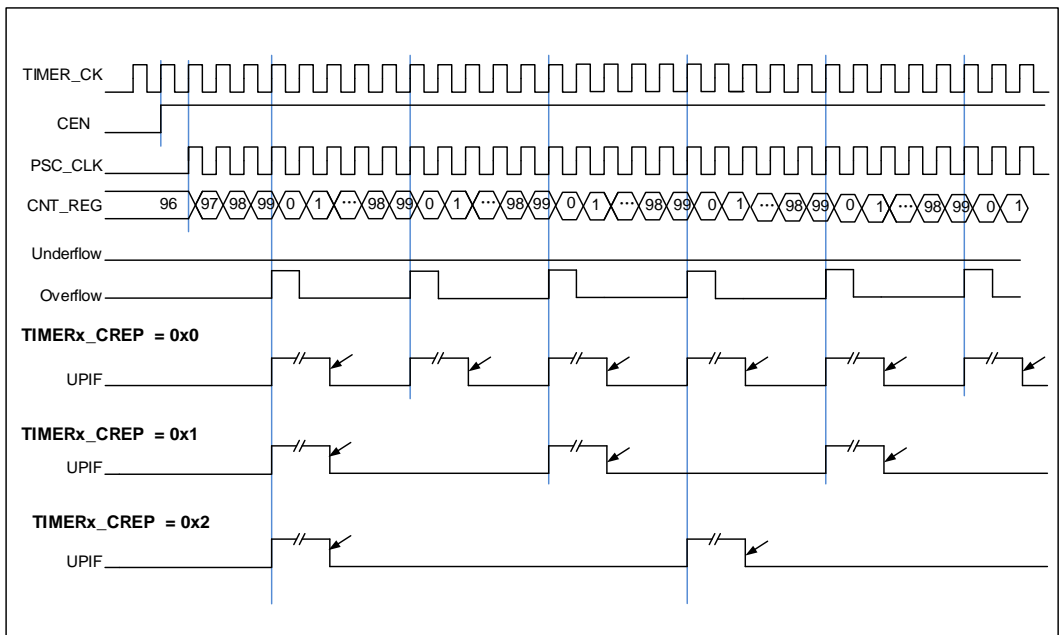 TIMER_CK
CEN
PSC_CLK
CNT_REG 96 97 98 99 0 1 ... 98 99 0 1 ... 98 99 0 1 ... 98 99 0 1 ... 98 99 0 1 ... 98 99 0 1
Underflow
Overflow
TIMERx_CREP = 0x0
UPIF
TIMERx_CREP = 0x1
UPIF
TIMERx_CREP = 0x2
UPIF